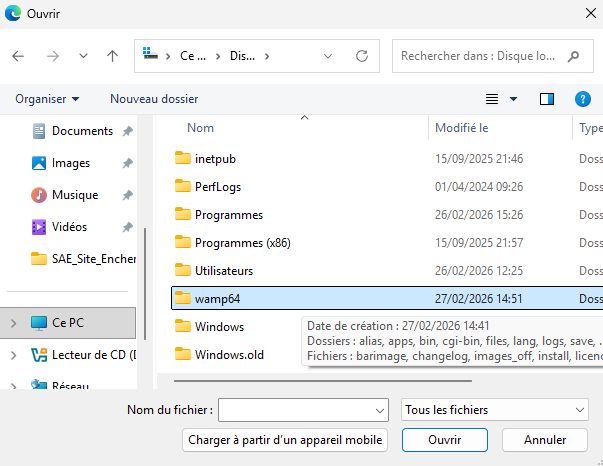 Ouvrir
Ce ... > Dis... >
Rechercher dans : Disque lo...
Organiser
Nouveau dossier
?
Nom
Modifié le
Type
Documents
Images
Musique
Vidéos
SAE_Site_Encher
Ce PC
Lecteur de CD (D
Réseau
inetpub 15/09/2025 21:46 Doss
PerfLogs 01/04/2024 09:26 Doss
Programmes 26/02/2026 15:26 Doss
Programmes (x86) 15/09/2025 21:57 Doss
Utilisateurs 26/02/2026 12:25 Doss
wamp64 27/02/2026 14:51 Doss
Windows
Windows.old
Date de création : 27/02/2026 14:41
Dossiers : alias, apps, bin, cgi-bin, files, lang, logs, save, ...
Fichiers : barimage, changelog, images_off, install, licenc
Nom du fichier :
Tous les fichiers
Charger à partir d'un appareil mobile
Ouvrir
Annuler